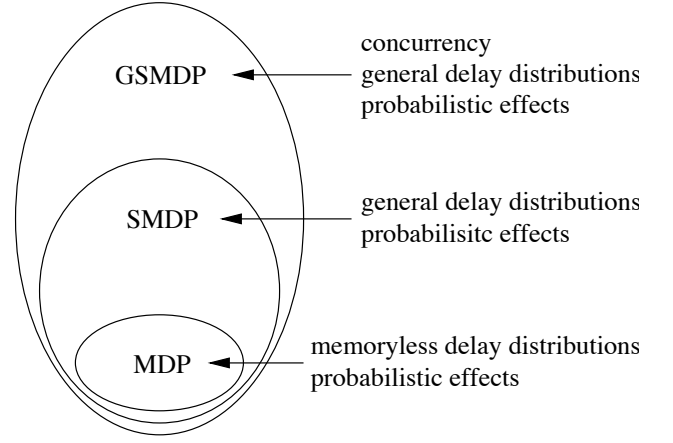 GSMDP
concurrency
general delay distributions
probabilistic effects
SMDP
general delay distributions
probabilisitc effects
MDP
memoryless delay distributions
probabilistic effects